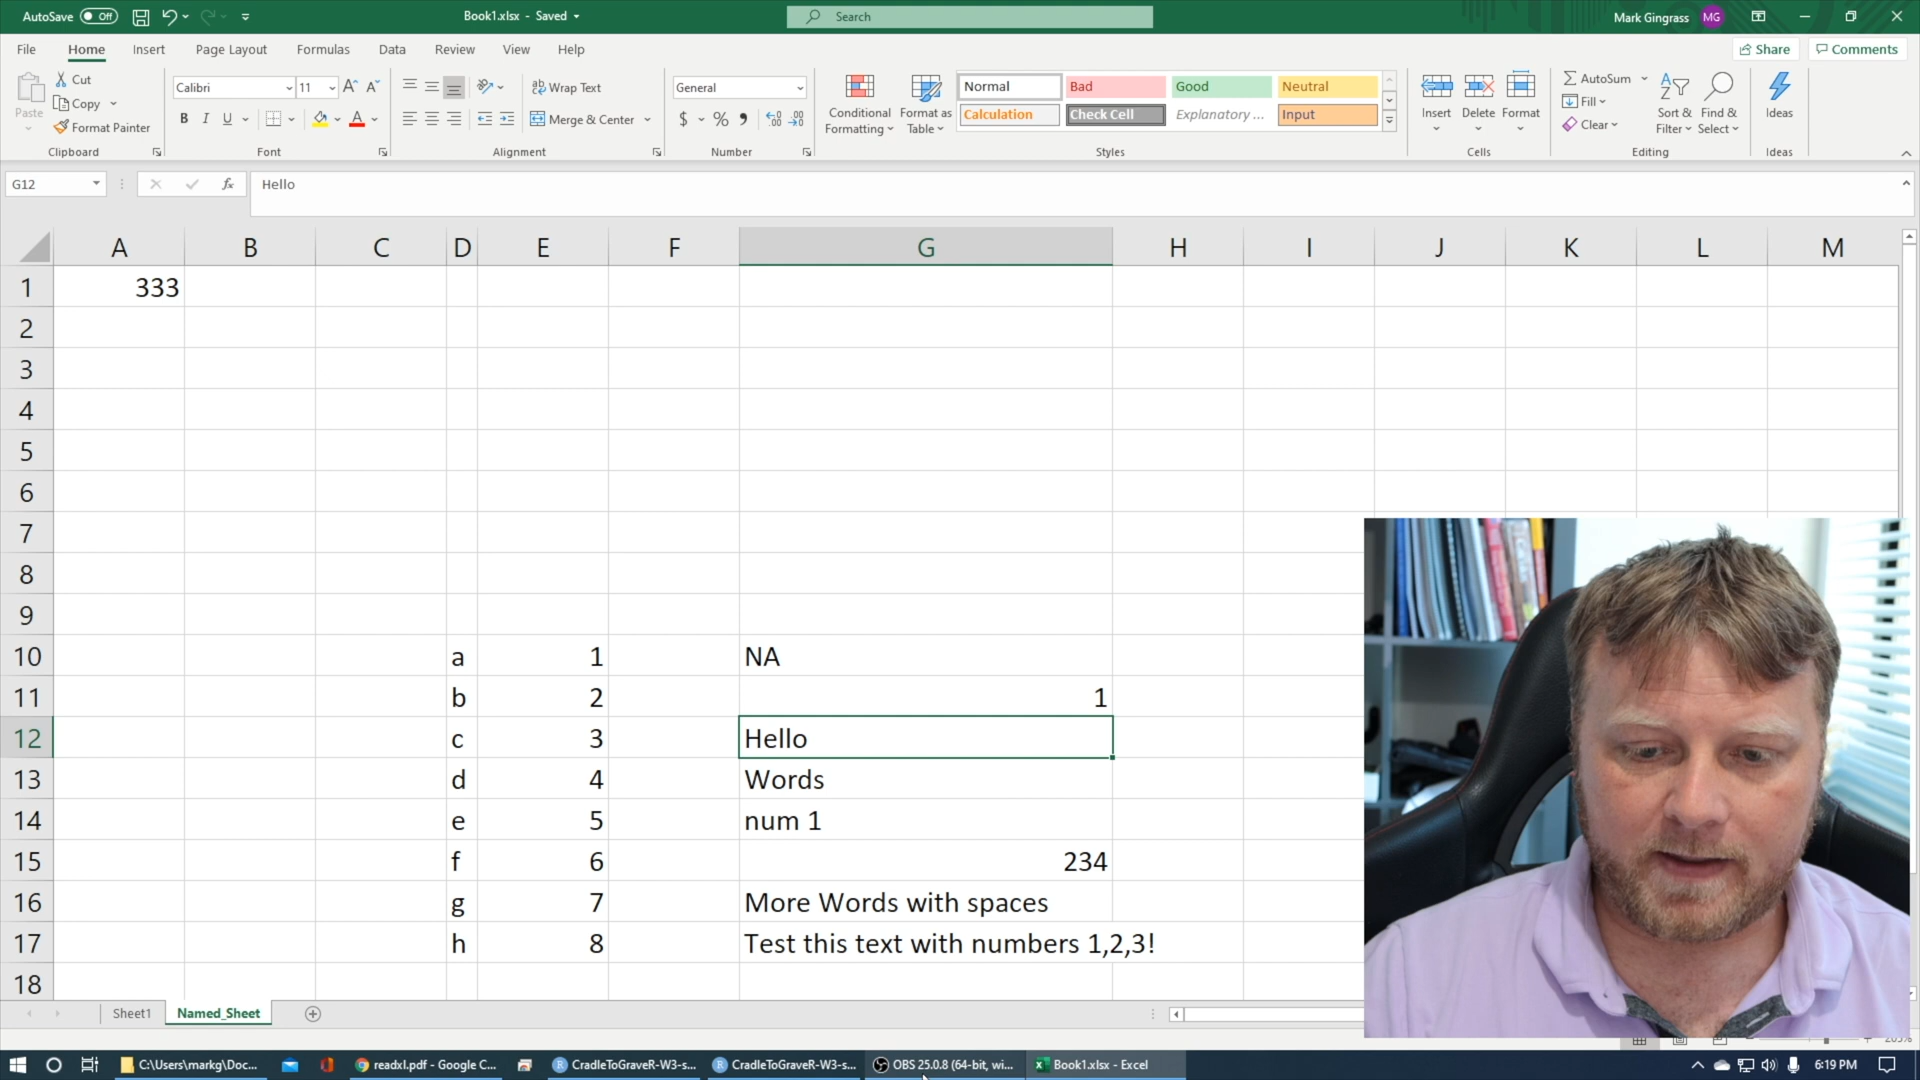 AutoSave Off
Book1.xlsx - Saved
Search
Mark Gingrass MG
File Home Insert Page Layout Formulas Data Review View Help
Share Comments
Paste
Cut
Copy
Format Painter
Clipboard
Calibri 11
B I U
Font
Wrap Text
Merge & Center
Alignment
General
$ % ,
Number
Conditional Formatting
Format as Table
Normal Bad Good Neutral
Calculation Check Cell Explanatory ... Input
Styles
Insert Delete Format
Cells
AutoSum
Fill
Clear
Sort & Filter
Find & Select
Editing
Ideas
Ideas
G12 fx Hello
A B C D E F G H I J K L M
1 333
2
3
4
5
6
7
8
9
10 a 1 NA
11 b 2 1
12 c 3 Hello
13 d 4 Words
14 e 5 num 1
15 f 6 234
16 g 7 More Words with spaces
17 h 8 Test this text with numbers 1,2,3!
18
Sheet1 Named_Sheet
C:\Users\markg\Doc...
readxl.pdf - Google C...
CradleToGraveR-W3-s...
CradleToGraveR-W3-s...
OBS 25.0.8 (64-bit, wi...
Book1.xlsx - Excel
6:19 PM